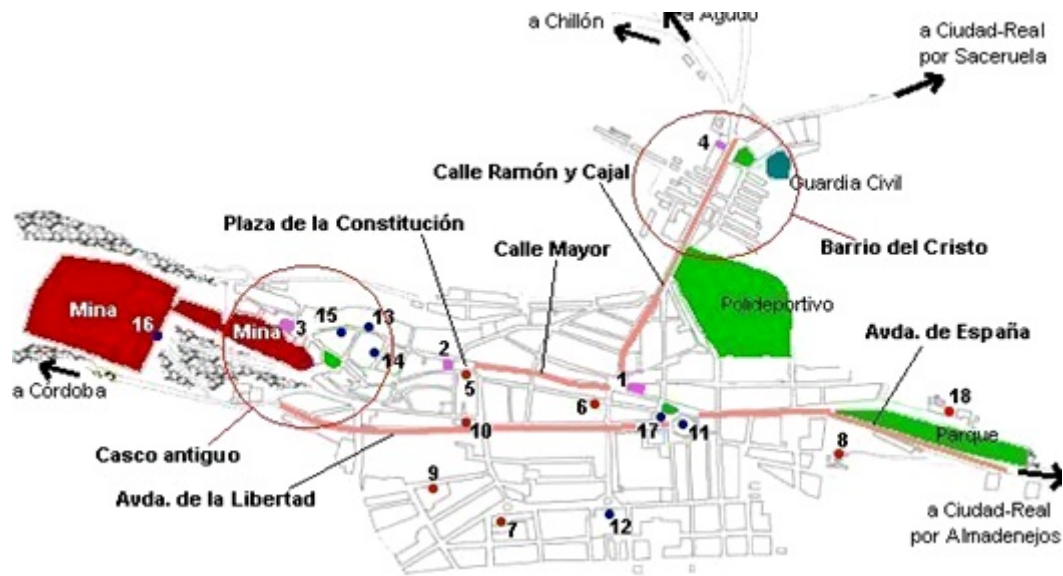 a Chillón
a Agudo
a Ciudad-Real
por Saceruela
4
Calle Ramón y Cajal
Guardia Civil
Plaza de la Constitución
Calle Mayor
Barrio del Cristo
Mina
16
Mina
3
15
13
14
Polideportivo
Avda. de España
a Córdoba
2
5
1
6
17
11
18
Parque
8
10
Casco antiguo
Avda. de la Libertad
9
7
12
a Ciudad-Real
por Almadenejos